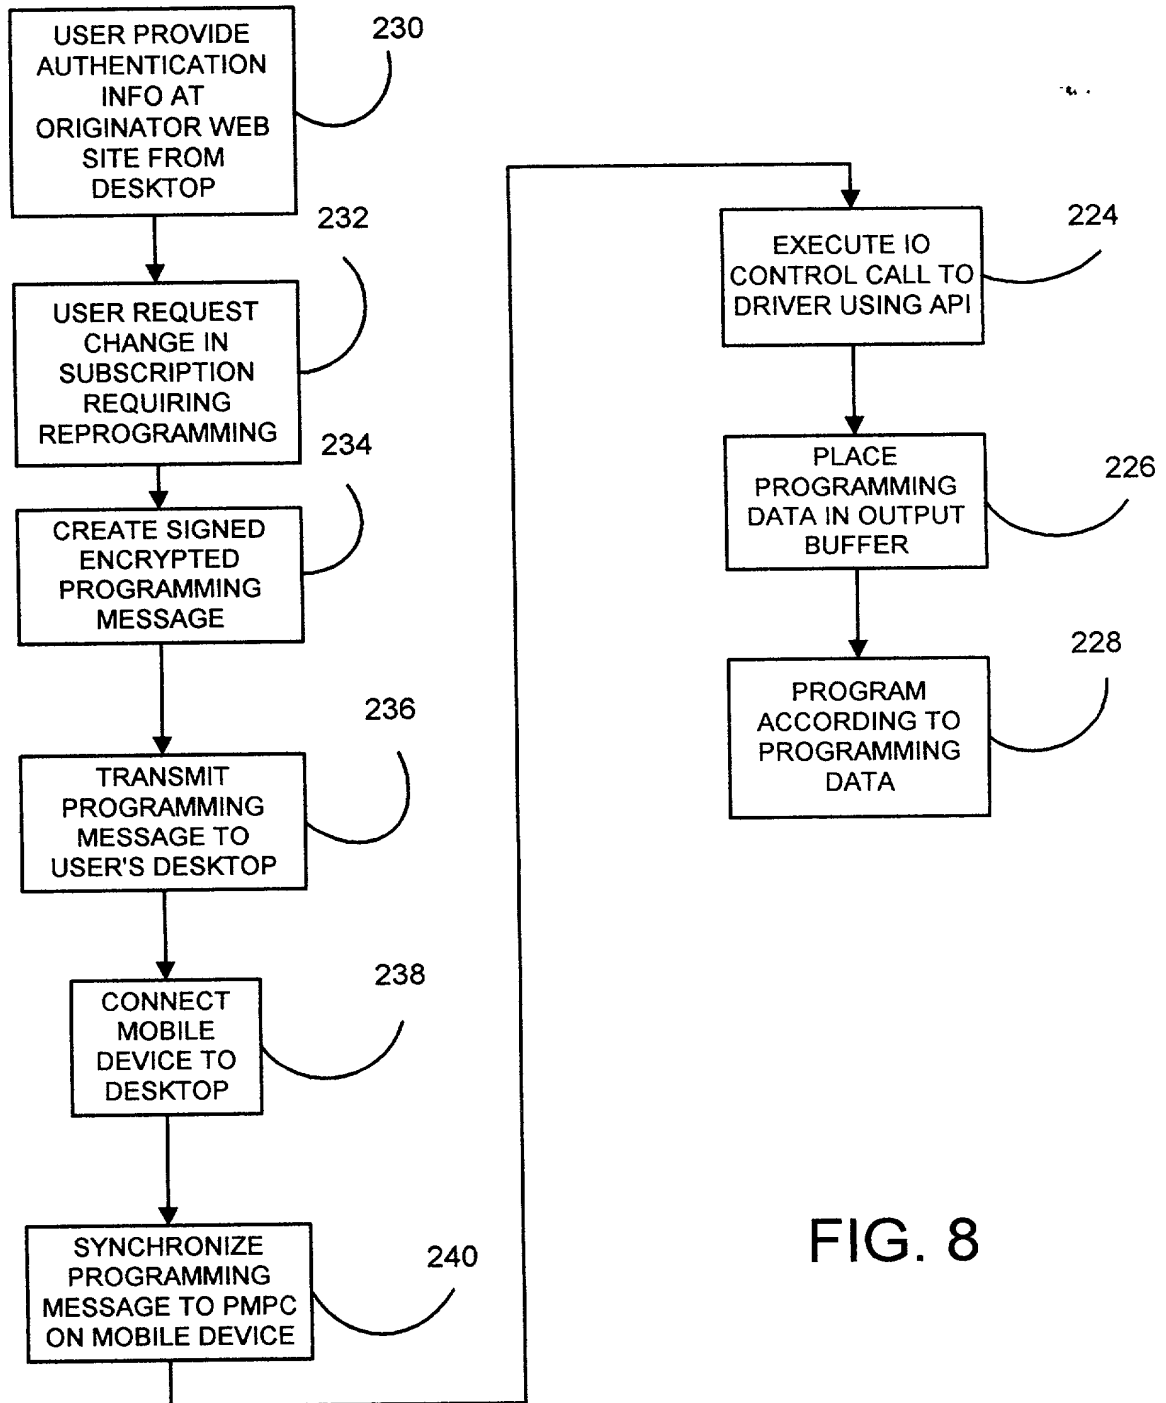 USER PROVIDE
AUTHENTICATION
INFO AT
ORIGINATOR WEB
SITE FROM
DESKTOP
230
USER REQUEST
CHANGE IN
SUBSCRIPTION
REQUIRING
REPROGRAMMING
232
CREATE SIGNED
ENCRYPTED
PROGRAMMING
MESSAGE
234
TRANSMIT
PROGRAMMING
MESSAGE TO
USER'S DESKTOP
236
CONNECT
MOBILE
DEVICE TO
DESKTOP
238
SYNCHRONIZE
PROGRAMMING
MESSAGE TO PMPC
ON MOBILE DEVICE
240
EXECUTE IO
CONTROL CALL TO
DRIVER USING API
224
PLACE
PROGRAMMING
DATA IN OUTPUT
BUFFER
226
PROGRAM
ACCORDING TO
PROGRAMMING
DATA
228
FIG. 8